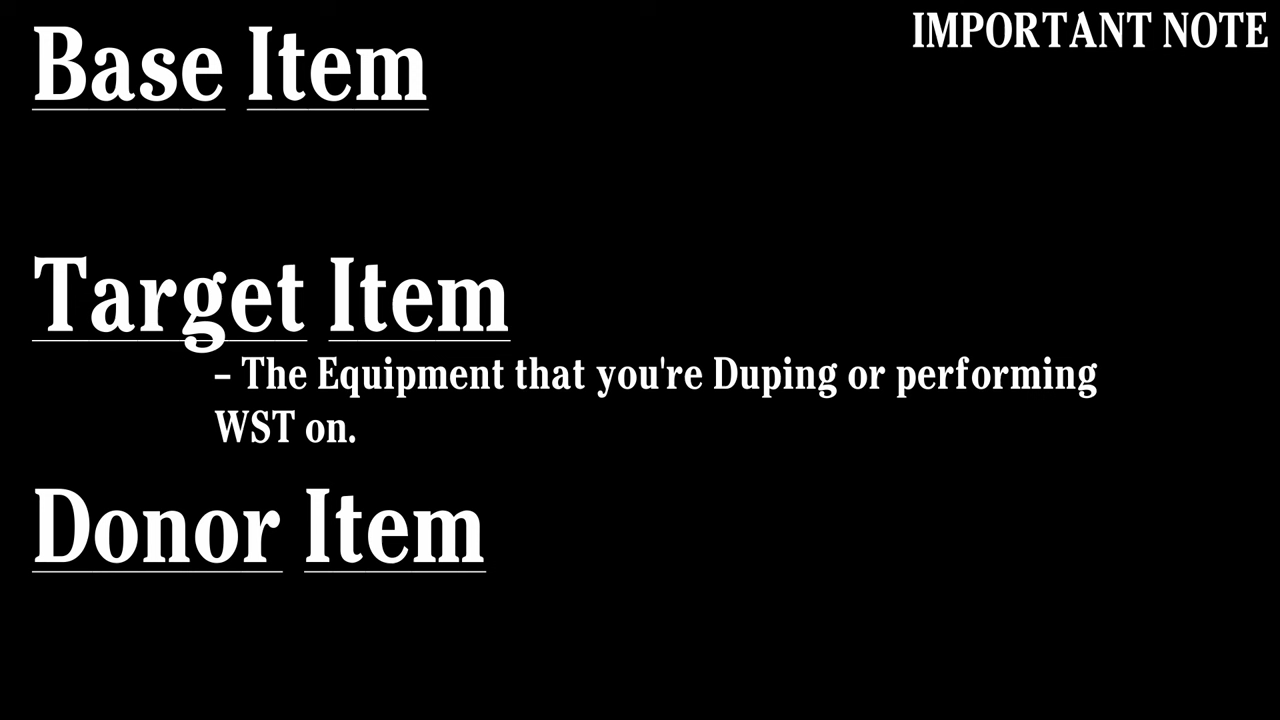 IMPORTANT NOTE
Base Item
Target Item
– The Equipment that you're Duping or performing
WST on.
Donor Item